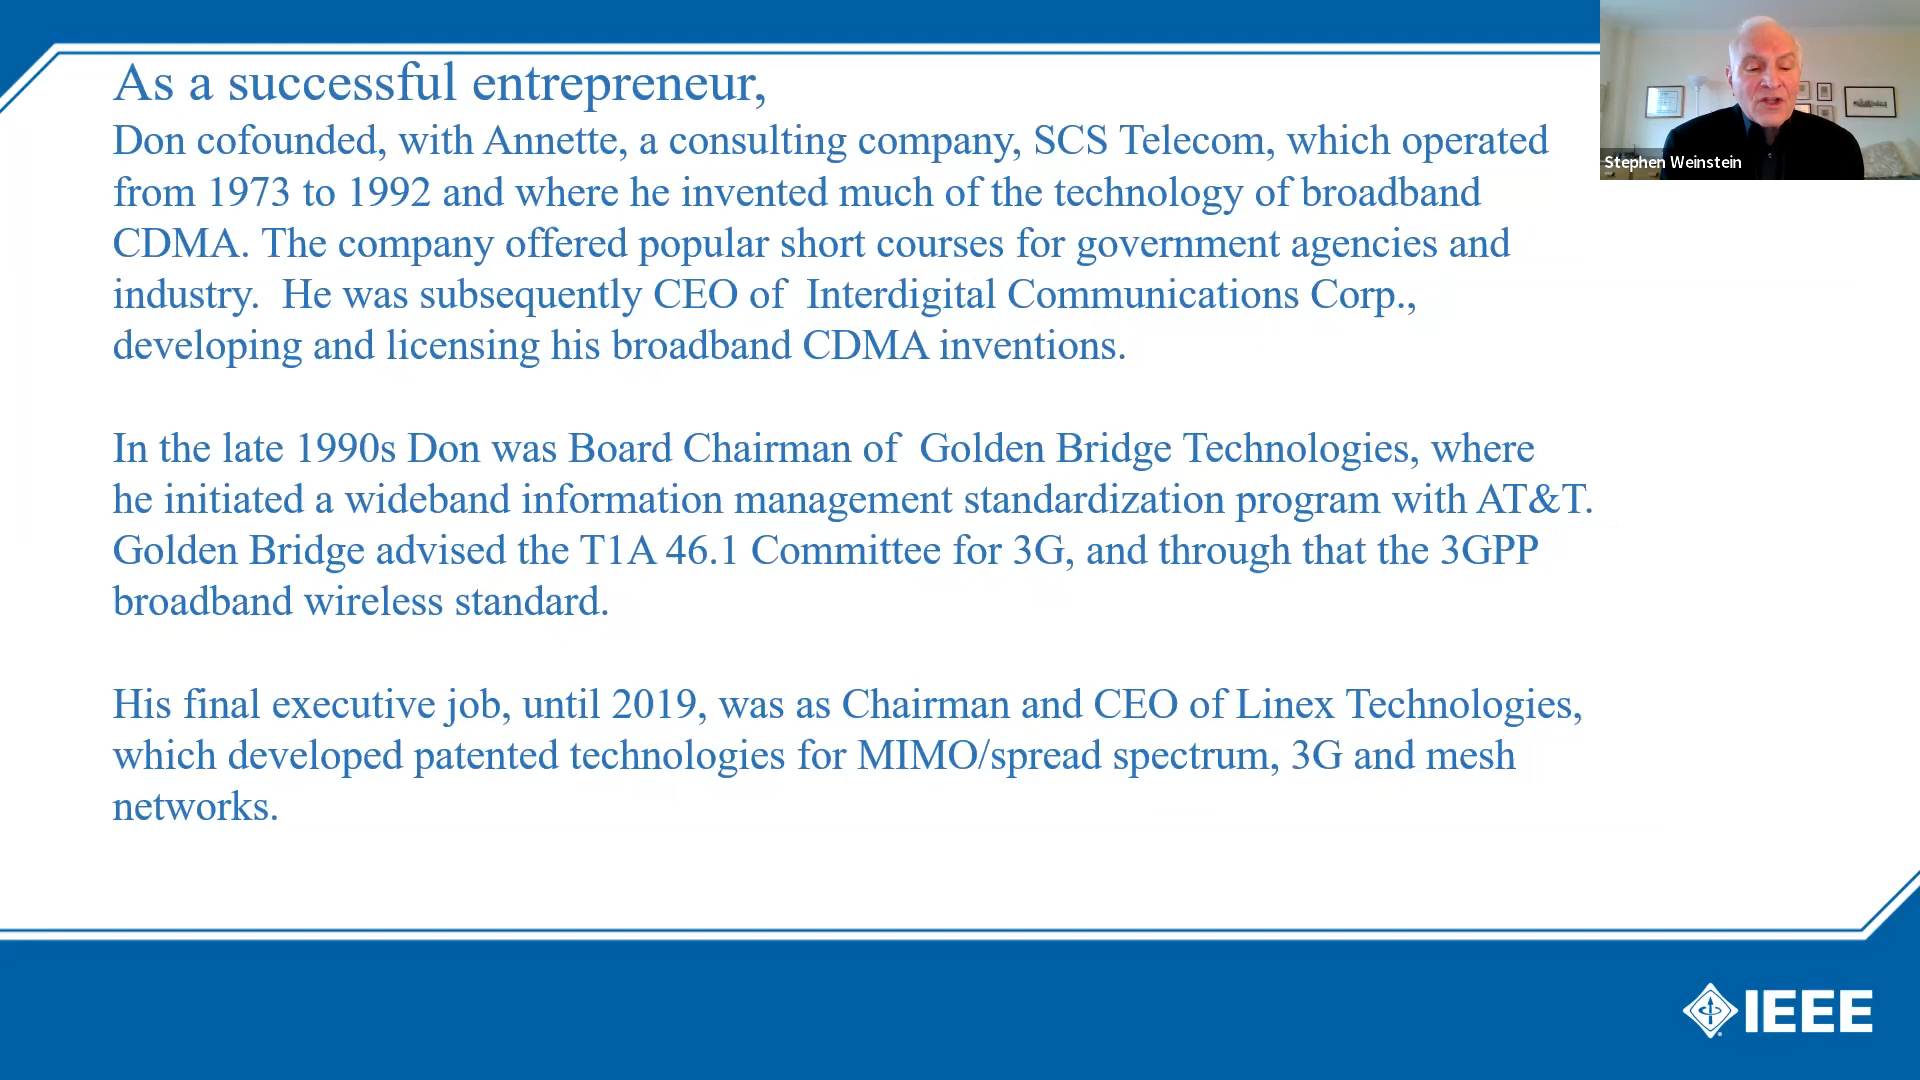 As a successful entrepreneur,
Don cofounded, with Annette, a consulting company, SCS Telecom, which operated
from 1973 to 1992 and where he invented much of the technology of broadband
CDMA. The company offered popular short courses for government agencies and
industry.  He was subsequently CEO of  Interdigital Communications Corp.,
developing and licensing his broadband CDMA inventions.
In the late 1990s Don was Board Chairman of  Golden Bridge Technologies, where
he initiated a wideband information management standardization program with AT&T.
Golden Bridge advised the T1A 46.1 Committee for 3G, and through that the 3GPP
broadband wireless standard.
His final executive job, until 2019, was as Chairman and CEO of Linex Technologies,
which developed patented technologies for MIMO/spread spectrum, 3G and mesh
networks.
Stephen Weinstein
IEEE